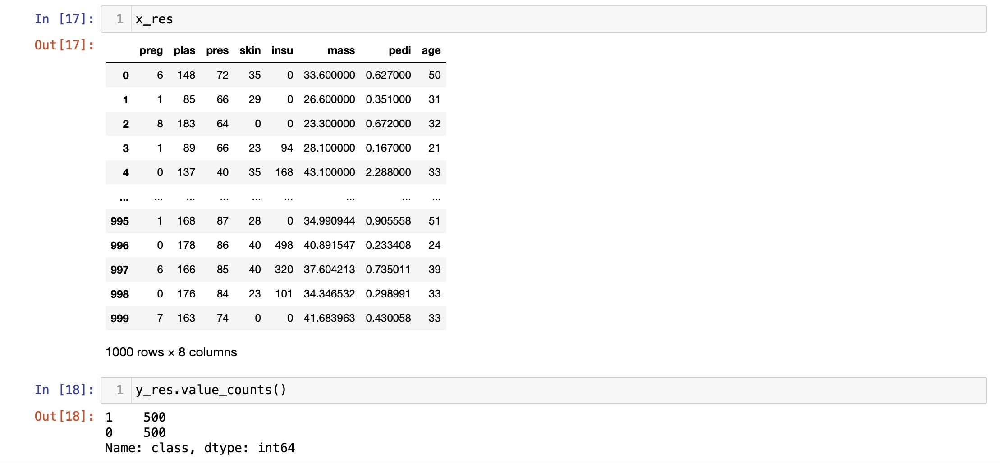 In [17]: 1 x_res
Out[17]:
preg plas pres skin insu mass pedi age
0 6 148 72 35 0 33.600000 0.627000 50
1 1 85 66 29 0 26.600000 0.351000 31
2 8 183 64 0 0 23.300000 0.672000 32
3 1 89 66 23 94 28.100000 0.167000 21
4 0 137 40 35 168 43.100000 2.288000 33
... ... ... ... ... ... ... ... ...
995 1 168 87 28 0 34.990944 0.905558 51
996 0 178 86 40 498 40.891547 0.233408 24
997 6 166 85 40 320 37.604213 0.735011 39
998 0 176 84 23 101 34.346532 0.298991 33
999 7 163 74 0 0 41.683963 0.430058 33
1000 rows × 8 columns
In [18]: 1 y_res.value_counts()
Out[18]: 1 500
0 500
Name: class, dtype: int64